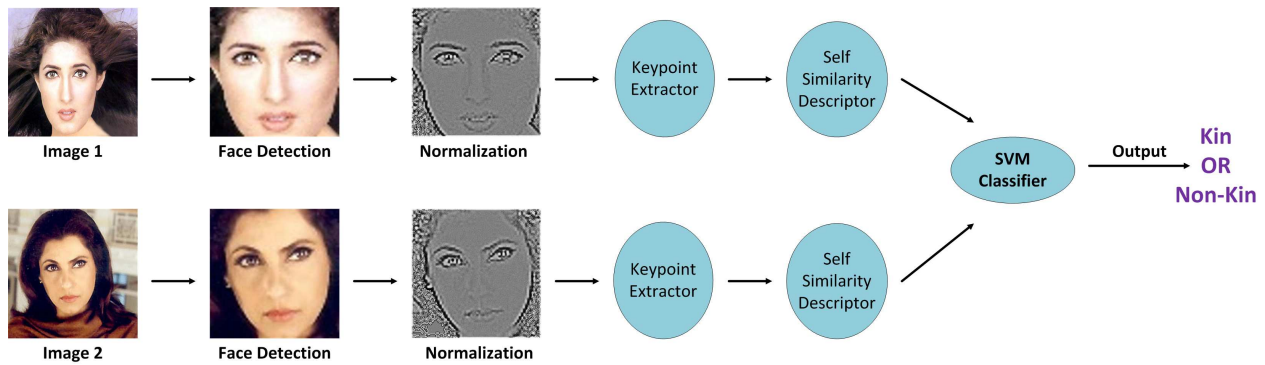 Image 1
Face Detection
Normalization
Keypoint
Extractor
Self
Similarity
Descriptor
Image 2
Face Detection
Normalization
Keypoint
Extractor
Self
Similarity
Descriptor
SVM
Classifier
Output
Kin
OR
Non-Kin